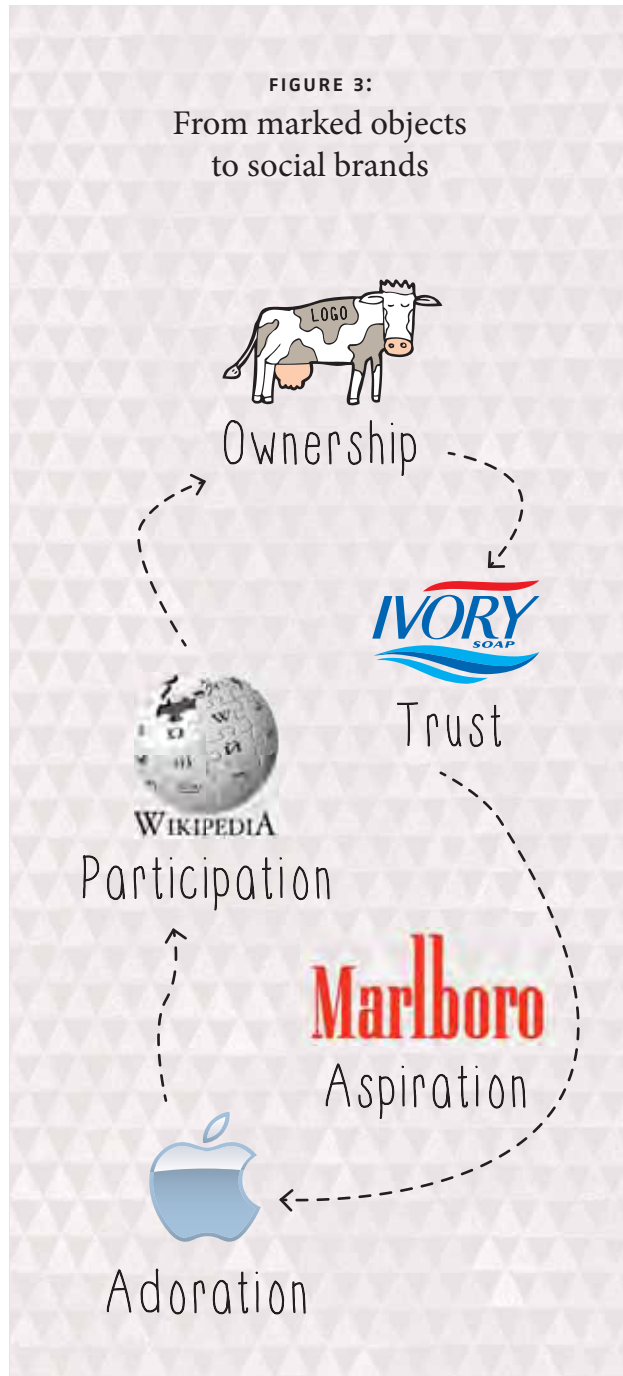 FIGURE 3:
From marked objects
to social brands
LOGO
Ownership
IVORY
SOAP
Trust
W
WIKIPEDIA
Participation
Marlboro
Aspiration
Adoration